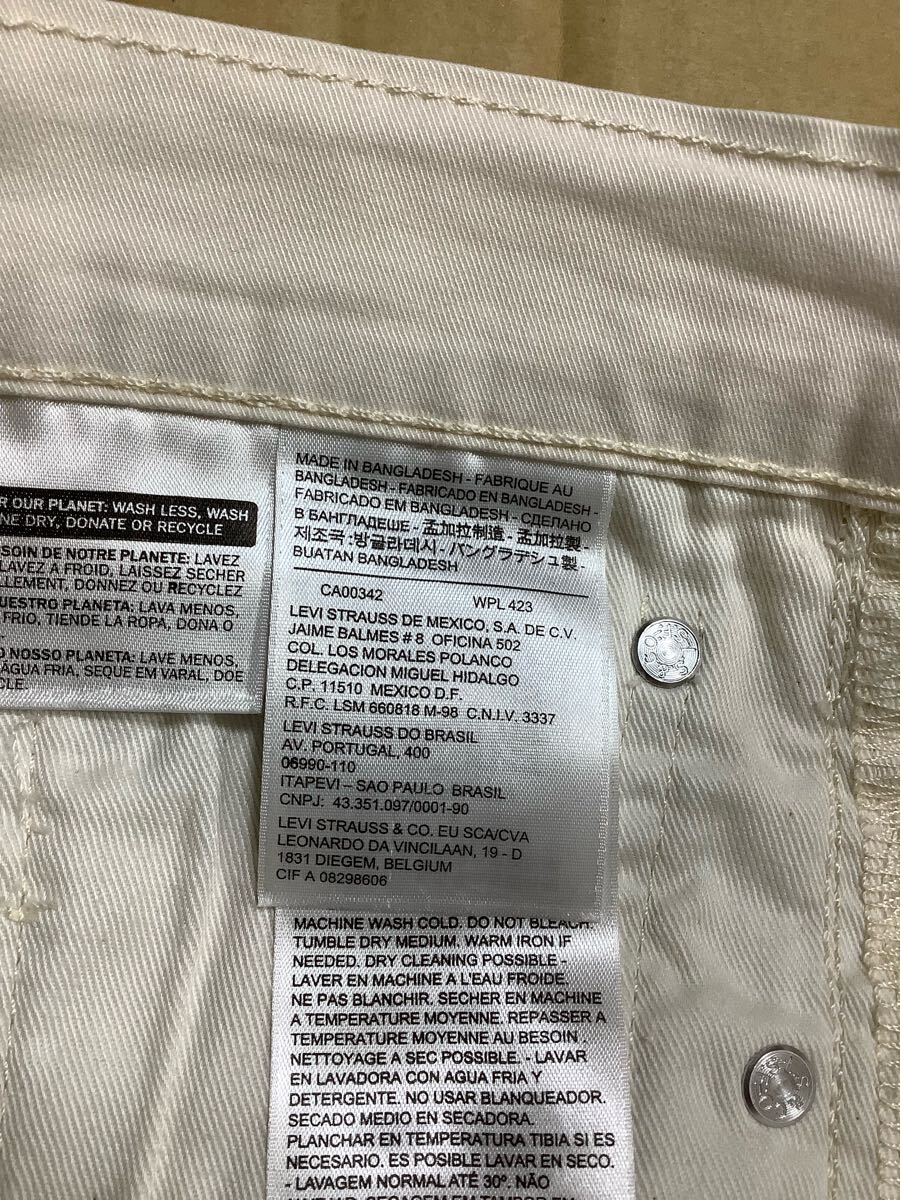 R OUR PLANET: WASH LESS, WASH
NE DRY, DONATE OR RECYCLE
SOIN DE NOTRE PLANETE: LAVEZ
LAVEZ A FROID, LAISSEZ SECHER
LLEMENT, DONNEZ OU RECYCLEZ
UESTRO PLANETA: LAVA MENOS,
FRIO, TIENDE LA ROPA, DONA O
O NOSSO PLANETA: LAVE MENOS,
ÁGUA FRIA, SEQUE EM VARAL, DOE
CLE.
MADE IN BANGLADESH - FABRIQUE AU
BANGLADESH - FABRICADO EN BANGLADESH -
FABRICADO EM BANGLADESH - СДЕЛАНО
В БАНГЛАДЕШЕ - 孟加拉制造 - 孟加拉製 -
제조국 :방글라데시 - バングラデシュ製 -
BUATAN BANGLADESH
CA00342 WPL 423
LEVI STRAUSS DE MEXICO, S.A. DE C.V.
JAIME BALMES # 8 OFICINA 502
COL. LOS MORALES POLANCO
DELEGACION MIGUEL HIDALGO
C.P. 11510 MEXICO D.F.
R.F.C. LSM 660818 M-98 C.N.I.V. 3337
LEVI STRAUSS DO BRASIL
AV. PORTUGAL, 400
06990-110
ITAPEVI – SAO PAULO BRASIL
CNPJ: 43.351.097/0001-90
LEVI STRAUSS & CO. EU SCA/CVA
LEONARDO DA VINCILAAN, 19 - D
1831 DIEGEM, BELGIUM
CIF A 08298606
MACHINE WASH COLD. DO NOT BLEACH.
TUMBLE DRY MEDIUM. WARM IRON IF
NEEDED. DRY CLEANING POSSIBLE -
LAVER EN MACHINE A L'EAU FROIDE.
NE PAS BLANCHIR. SECHER EN MACHINE
A TEMPERATURE MOYENNE. REPASSER A
TEMPERATURE MOYENNE AU BESOIN
NETTOYAGE A SEC POSSIBLE. - LAVAR
EN LAVADORA CON AGUA FRIA Y
DETERGENTE. NO USAR BLANQUEADOR.
SECADO MEDIO EN SECADORA.
PLANCHAR EN TEMPERATURA TIBIA SI ES
NECESARIO. ES POSIBLE LAVAR EN SECO.
- LAVAGEM NORMAL ATÉ 30º. NÃO